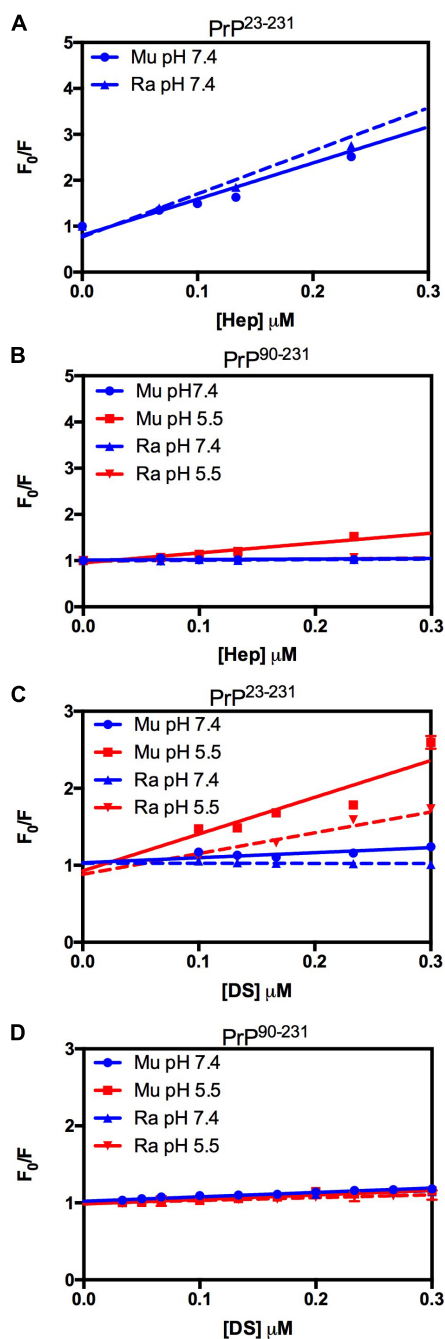 A
PrP23-231
Mu pH 7.4
Ra pH 7.4
5
4
3
2
1
0
F0/F
0.0 0.1 0.2 0.3
[Hep] μM
B
PrP90-231
Mu pH7.4
Mu pH 5.5
Ra pH 7.4
Ra pH 5.5
5
4
3
2
1
0
F0/F
0.0 0.1 0.2 0.3
[Hep] μM
C
PrP23-231
Mu pH 7.4
Mu pH 5.5
Ra pH 7.4
Ra pH 5.5
3
2
1
0
F0/F
0.0 0.1 0.2 0.3
[DS] μM
D
PrP90-231
Mu pH 7.4
Mu pH 5.5
Ra pH 7.4
Ra pH 5.5
3
2
1
0
F0/F
0.0 0.1 0.2 0.3
[DS] μM